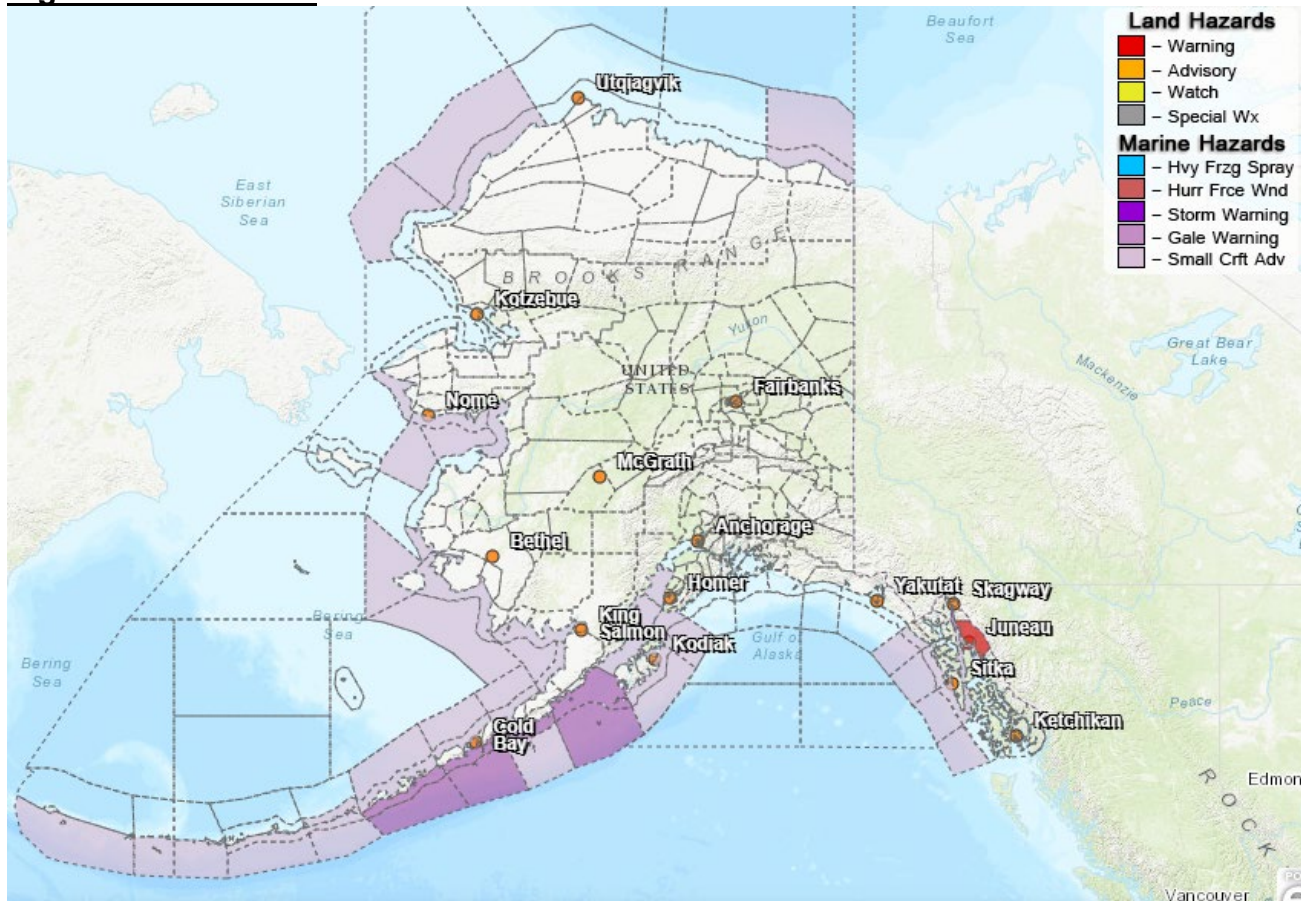 Beaufort
Sea
Land Hazards
– Warning
– Advisory
– Watch
– Special Wx
Marine Hazards
– Hvy Frzg Spray
– Hurr Frce Wnd
– Storm Warning
– Gale Warning
– Small Crft Adv
Utqiagvik
East
Siberian
Sea
BROOKS RANGE
Kotzebue
Yukon
Great Bear
Lake
Mackenzie
UNITED
STATES
Fairbanks
Nome
McGrath
Anchorage
Bethel
Homer
Yakutat
Skagway
King
Salmon
Juneau
Kodiak
Bering
Sea
Gulf o
Alaska
Sitka
Bering
Sea
Peace
Cold
Bay
Ketchikan
Edmon
ROCK
Vancouver